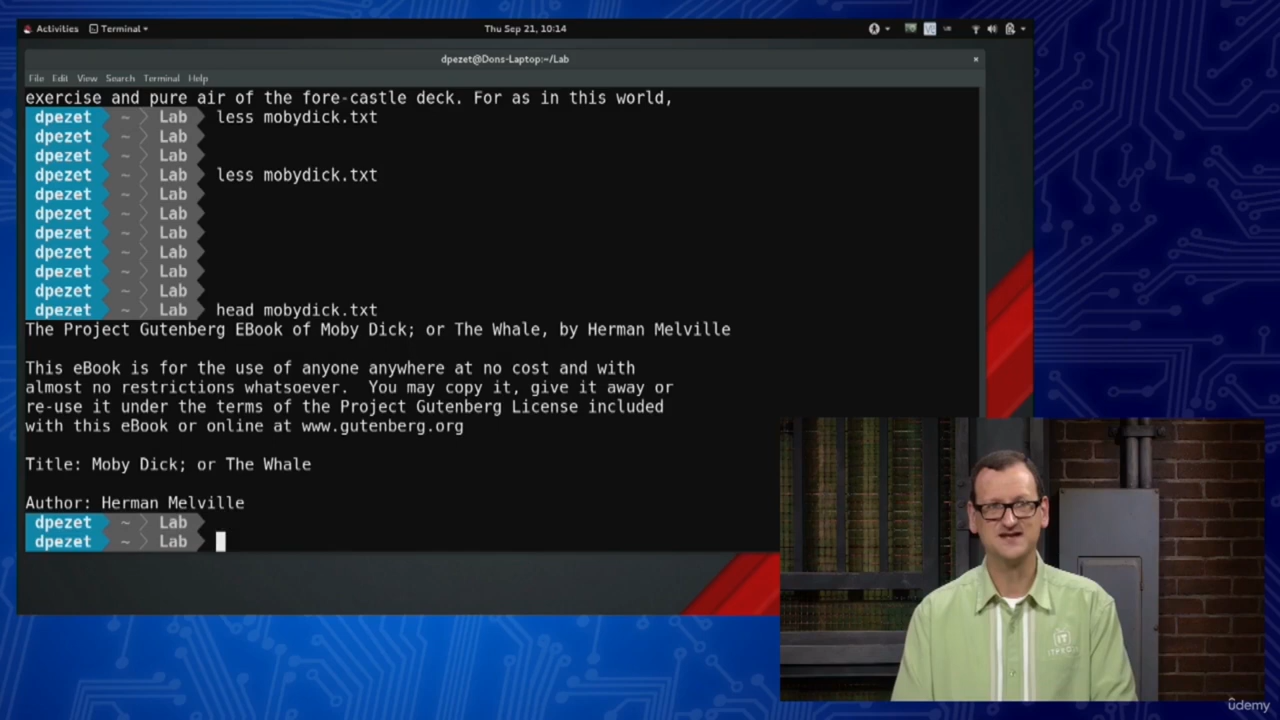 Activities Terminal Thu Sep 21, 10:14
dpezet@Dons-Laptop:~/Lab
File Edit View Search Terminal Help
exercise and pure air of the fore-castle deck. For as in this world,
dpezet ~ Lab less mobydick.txt
dpezet ~ Lab
dpezet ~ Lab
dpezet ~ Lab less mobydick.txt
dpezet ~ Lab
dpezet ~ Lab
dpezet ~ Lab
dpezet ~ Lab
dpezet ~ Lab
dpezet ~ Lab
dpezet ~ Lab head mobydick.txt
The Project Gutenberg EBook of Moby Dick; or The Whale, by Herman Melville
This eBook is for the use of anyone anywhere at no cost and with
almost no restrictions whatsoever.  You may copy it, give it away or
re-use it under the terms of the Project Gutenberg License included
with this eBook or online at www.gutenberg.org
Title: Moby Dick; or The Whale
Author: Herman Melville
dpezet ~ Lab
dpezet ~ Lab
IT
udemy